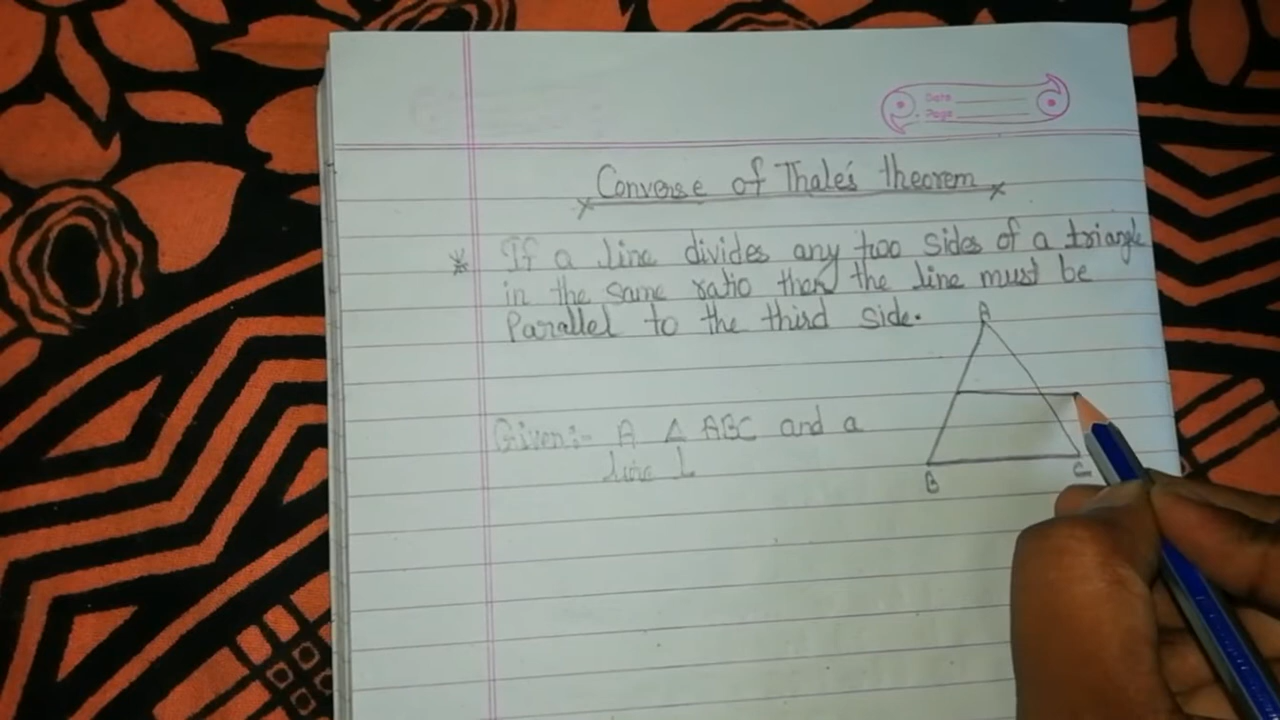 Date
Page
Converse of Thale's theorem
* If a line divides any two sides of a triangle
in the same ratio then the line must be
Parallel to the third side.
A
Given:- A △ ABC and a
line L
B
C